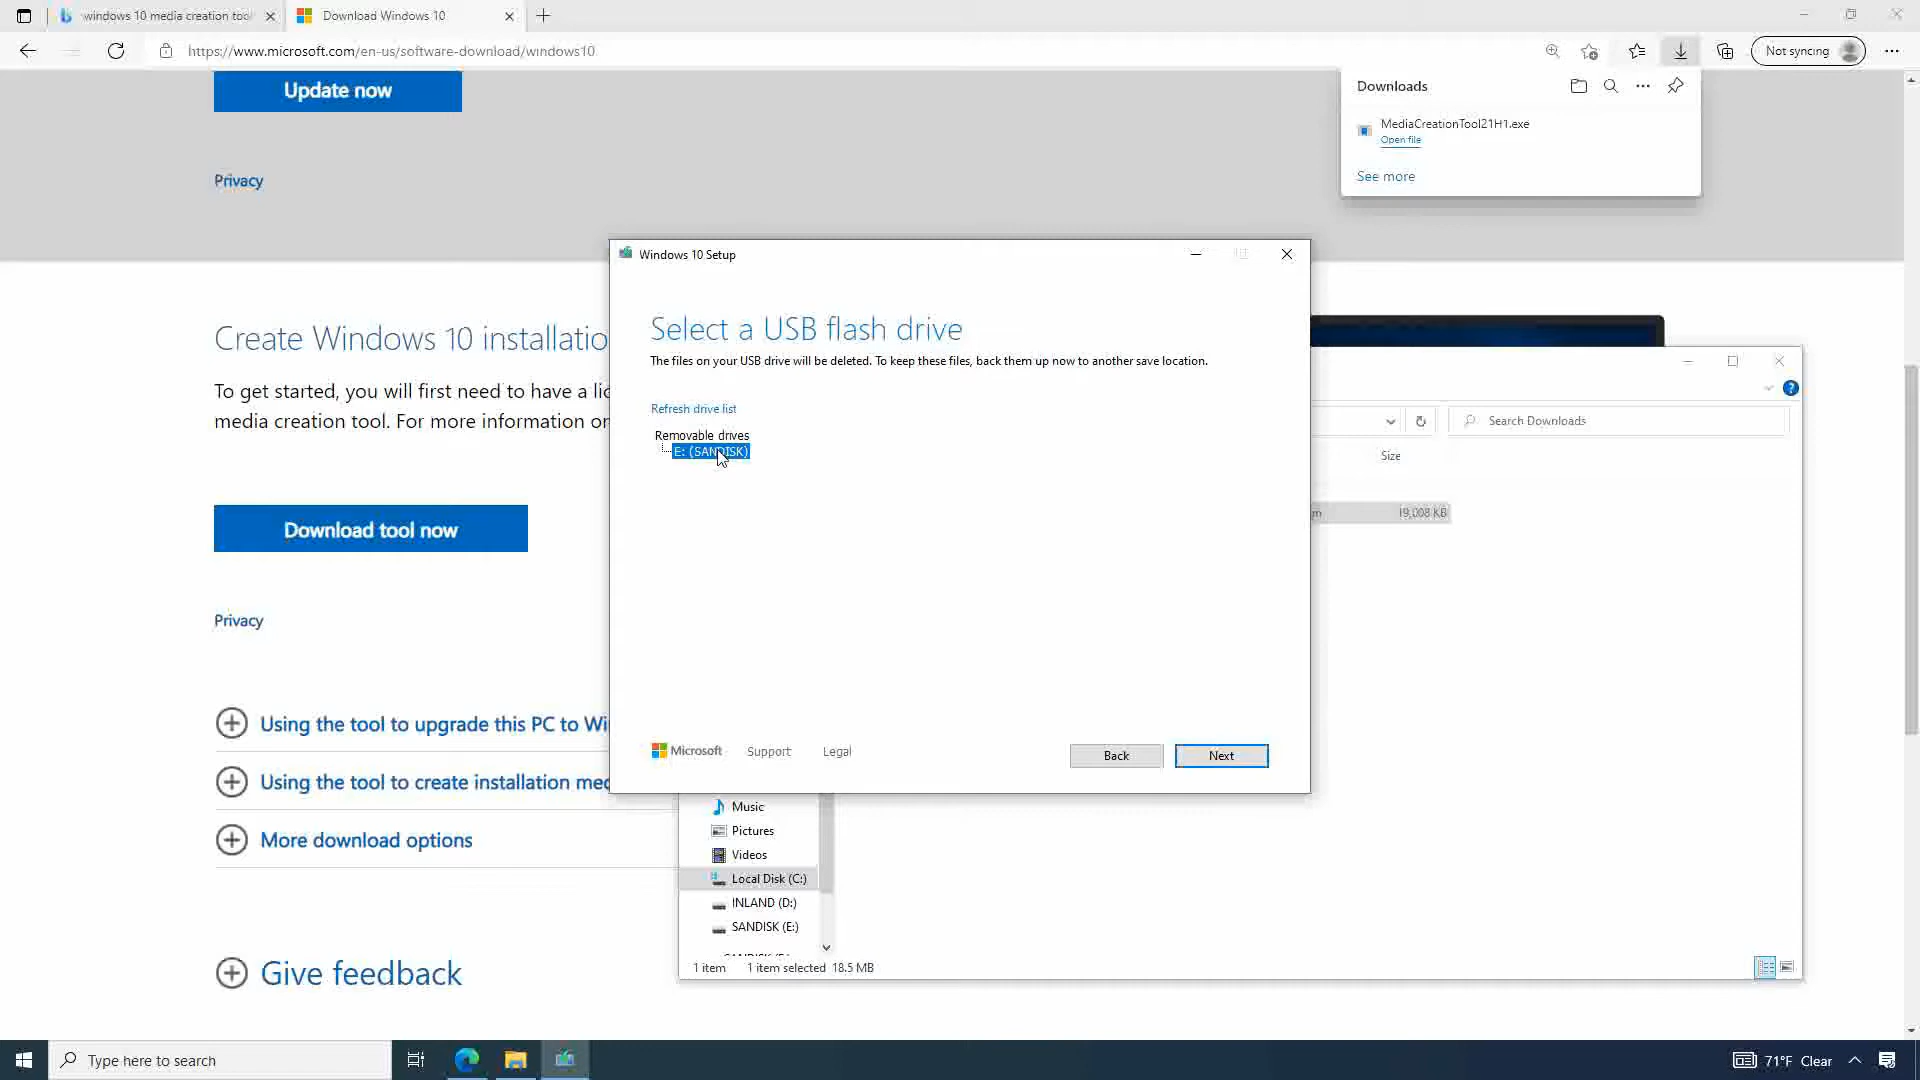 windows 10 media creation tool
Download Windows 10
https://www.microsoft.com/en-us/software-download/windows10
Not syncing
Update now
Privacy
Downloads
MediaCreationTool21H1.exe
Open file
See more
Windows 10 Setup
Select a USB flash drive
The files on your USB drive will be deleted. To keep these files, back them up now to another save location.
Refresh drive list
Removable drives
E: (SANDISK)
Microsoft
Support
Legal
Back
Next
Create Windows 10 installatio
To get started, you will first need to have a lic
media creation tool. For more information or
Download tool now
Privacy
Using the tool to upgrade this PC to Wi
Using the tool to create installation med
More download options
Give feedback
Search Downloads
Size
19,008 KB
Music
Pictures
Videos
Local Disk (C:)
INLAND (D:)
SANDISK (E:)
1 item
1 item selected 18.5 MB
Type here to search
71°F Clear